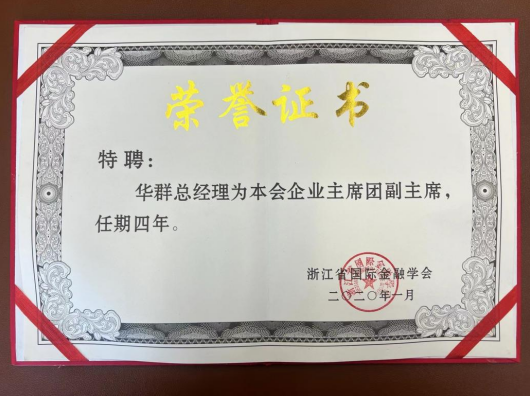 荣誉证书
特聘：
华群总经理为本会企业主席团副主席，
任期四年。
浙江省国际金融学会
二〇二〇年一月